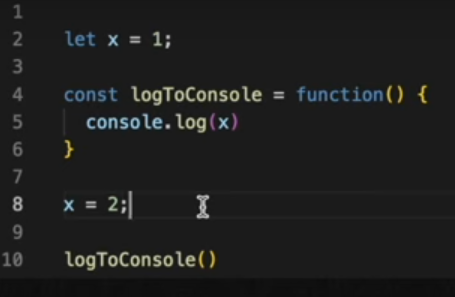 1
2 let x = 1;
3
4 const logToConsole = function() {
5 console.log(x)
6 }
7
8 x = 2;
9
10 logToConsole()